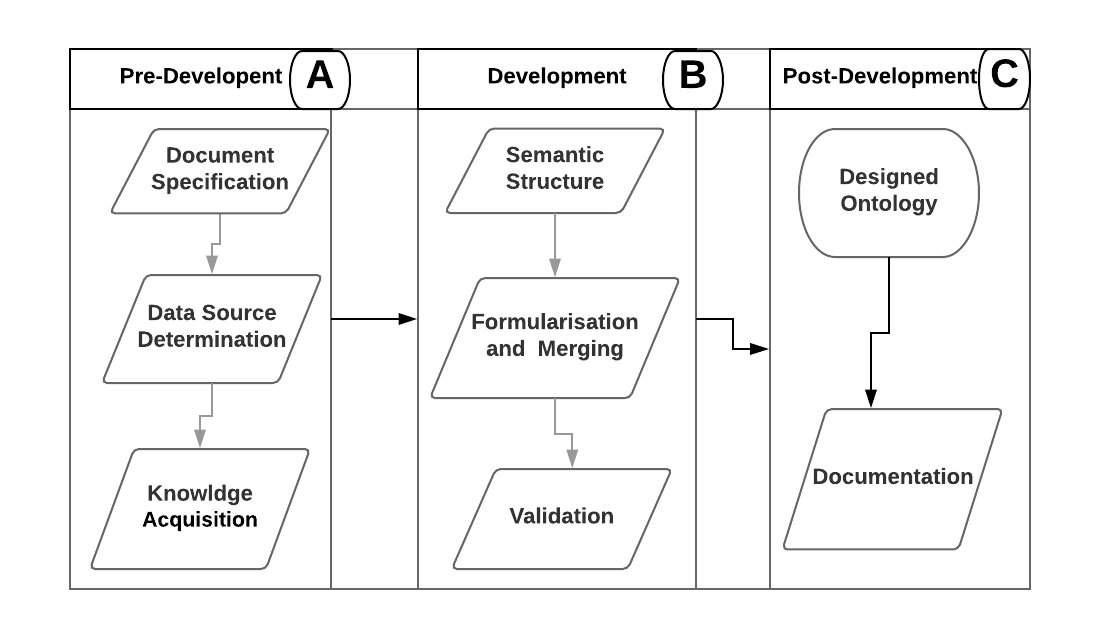 Pre-Developent
A
Document
Specification
Data Source
Determination
Knowldge
Acquisition
Development
B
Semantic
Structure
Formularisation
and  Merging
Validation
Post-Development
C
Designed
Ontology
Documentation